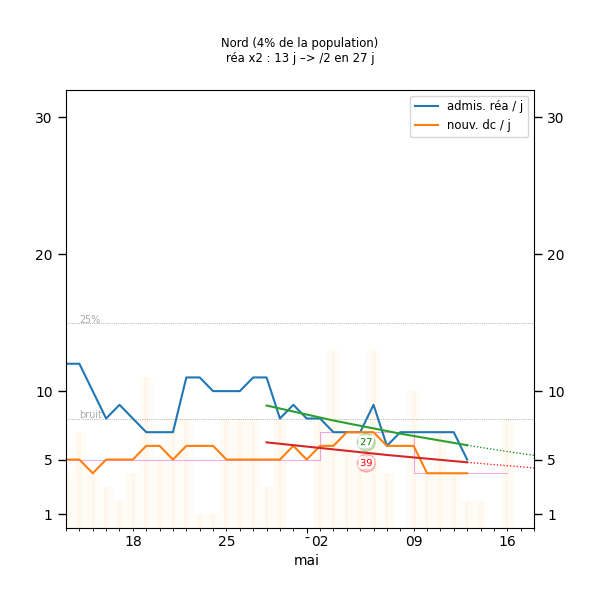 Nord (4% de la population)
réa x2 : 13 j –> /2 en 27 j
admis. réa / j
nouv. dc / j
30 30
20 20
25%
10 10
bruit
27
5 5
39
1 1
18 25 02 09 16
mai